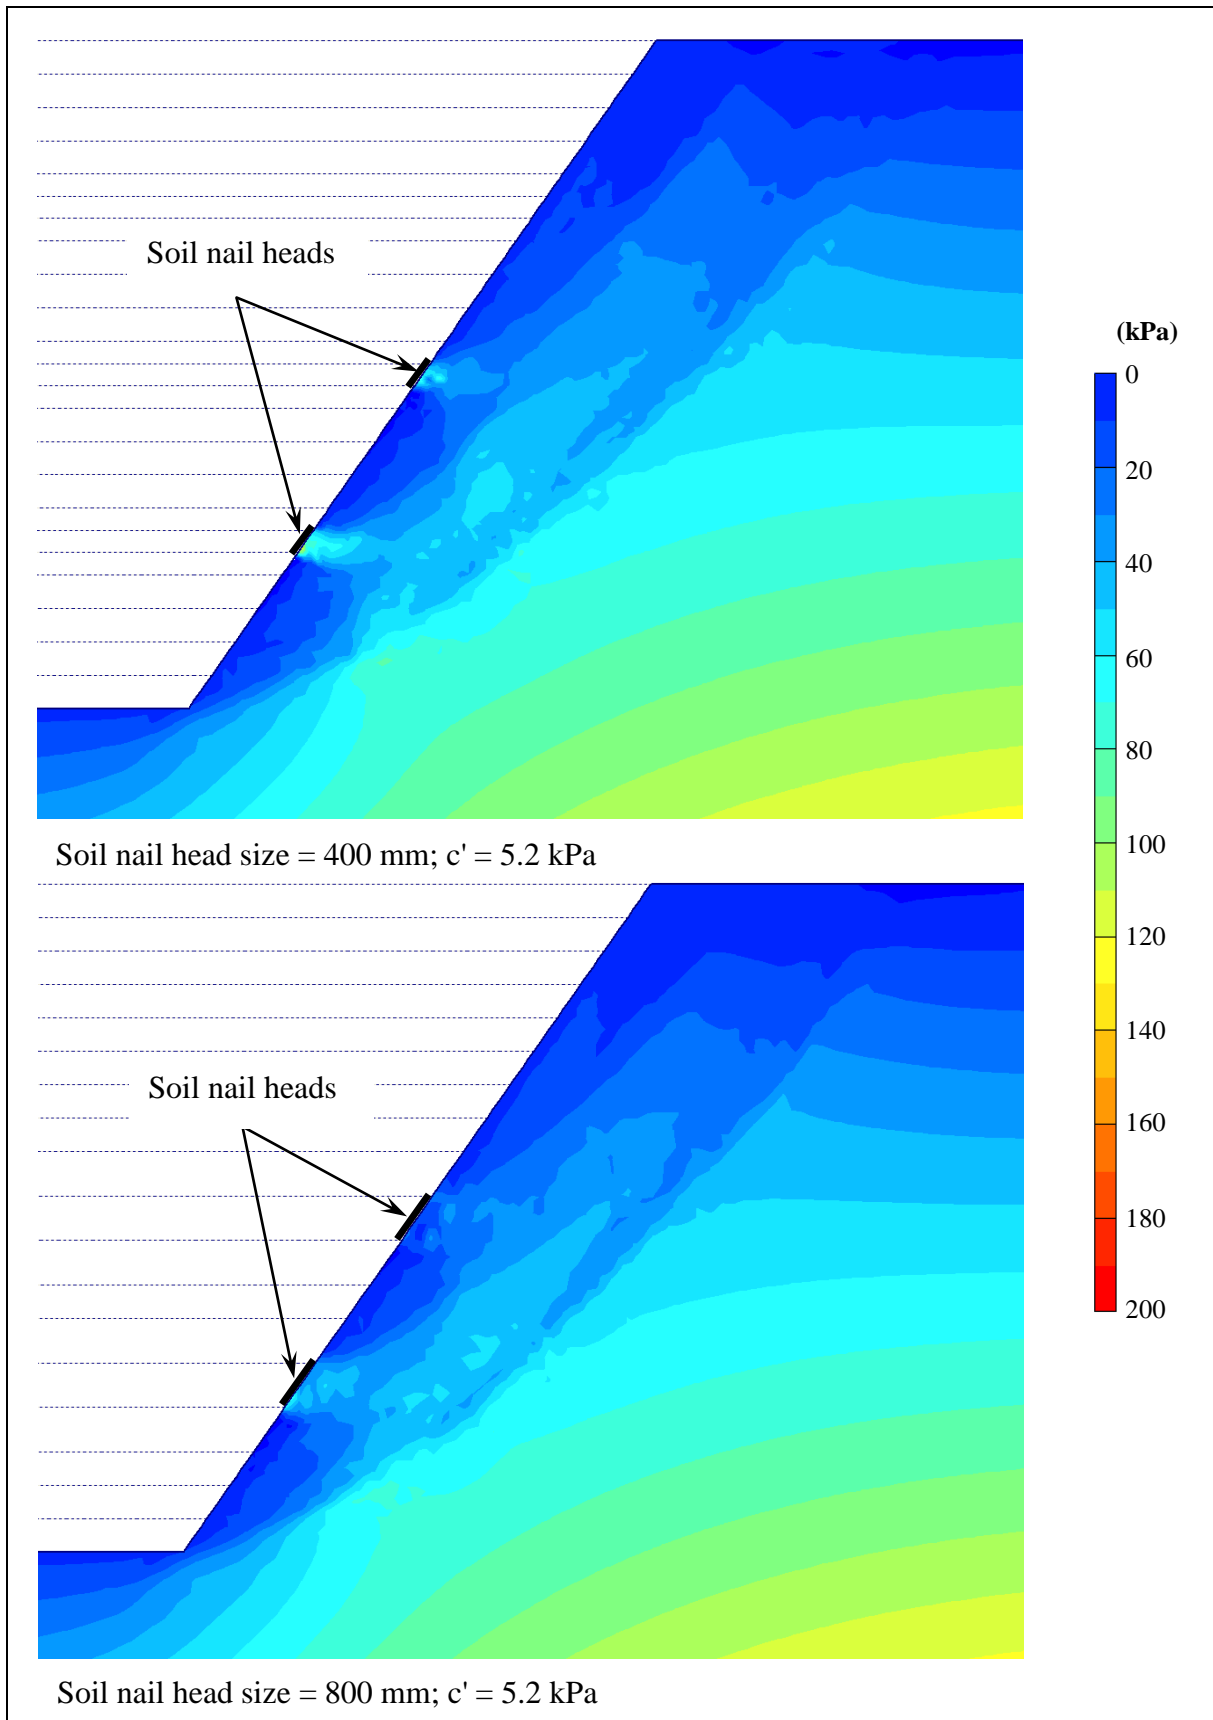 Soil nail heads
(kPa)
0
20
40
60
80
100
120
140
160
180
200
Soil nail head size = 400 mm; c' = 5.2 kPa
Soil nail heads
Soil nail head size = 800 mm; c' = 5.2 kPa